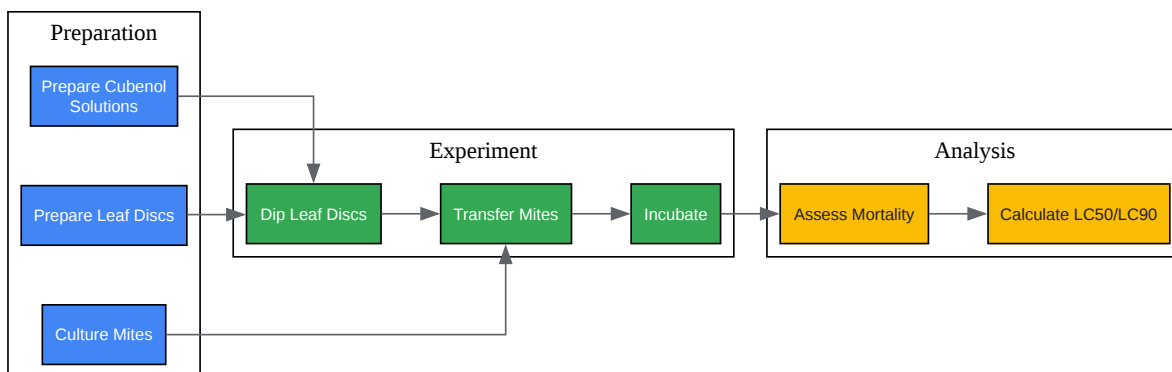 Preparation
Prepare Cubenol
Solutions
Prepare Leaf Discs
Culture Mites
Experiment
Dip Leaf Discs
Transfer Mites
Incubate
Analysis
Assess Mortality
Calculate LC50/LC90